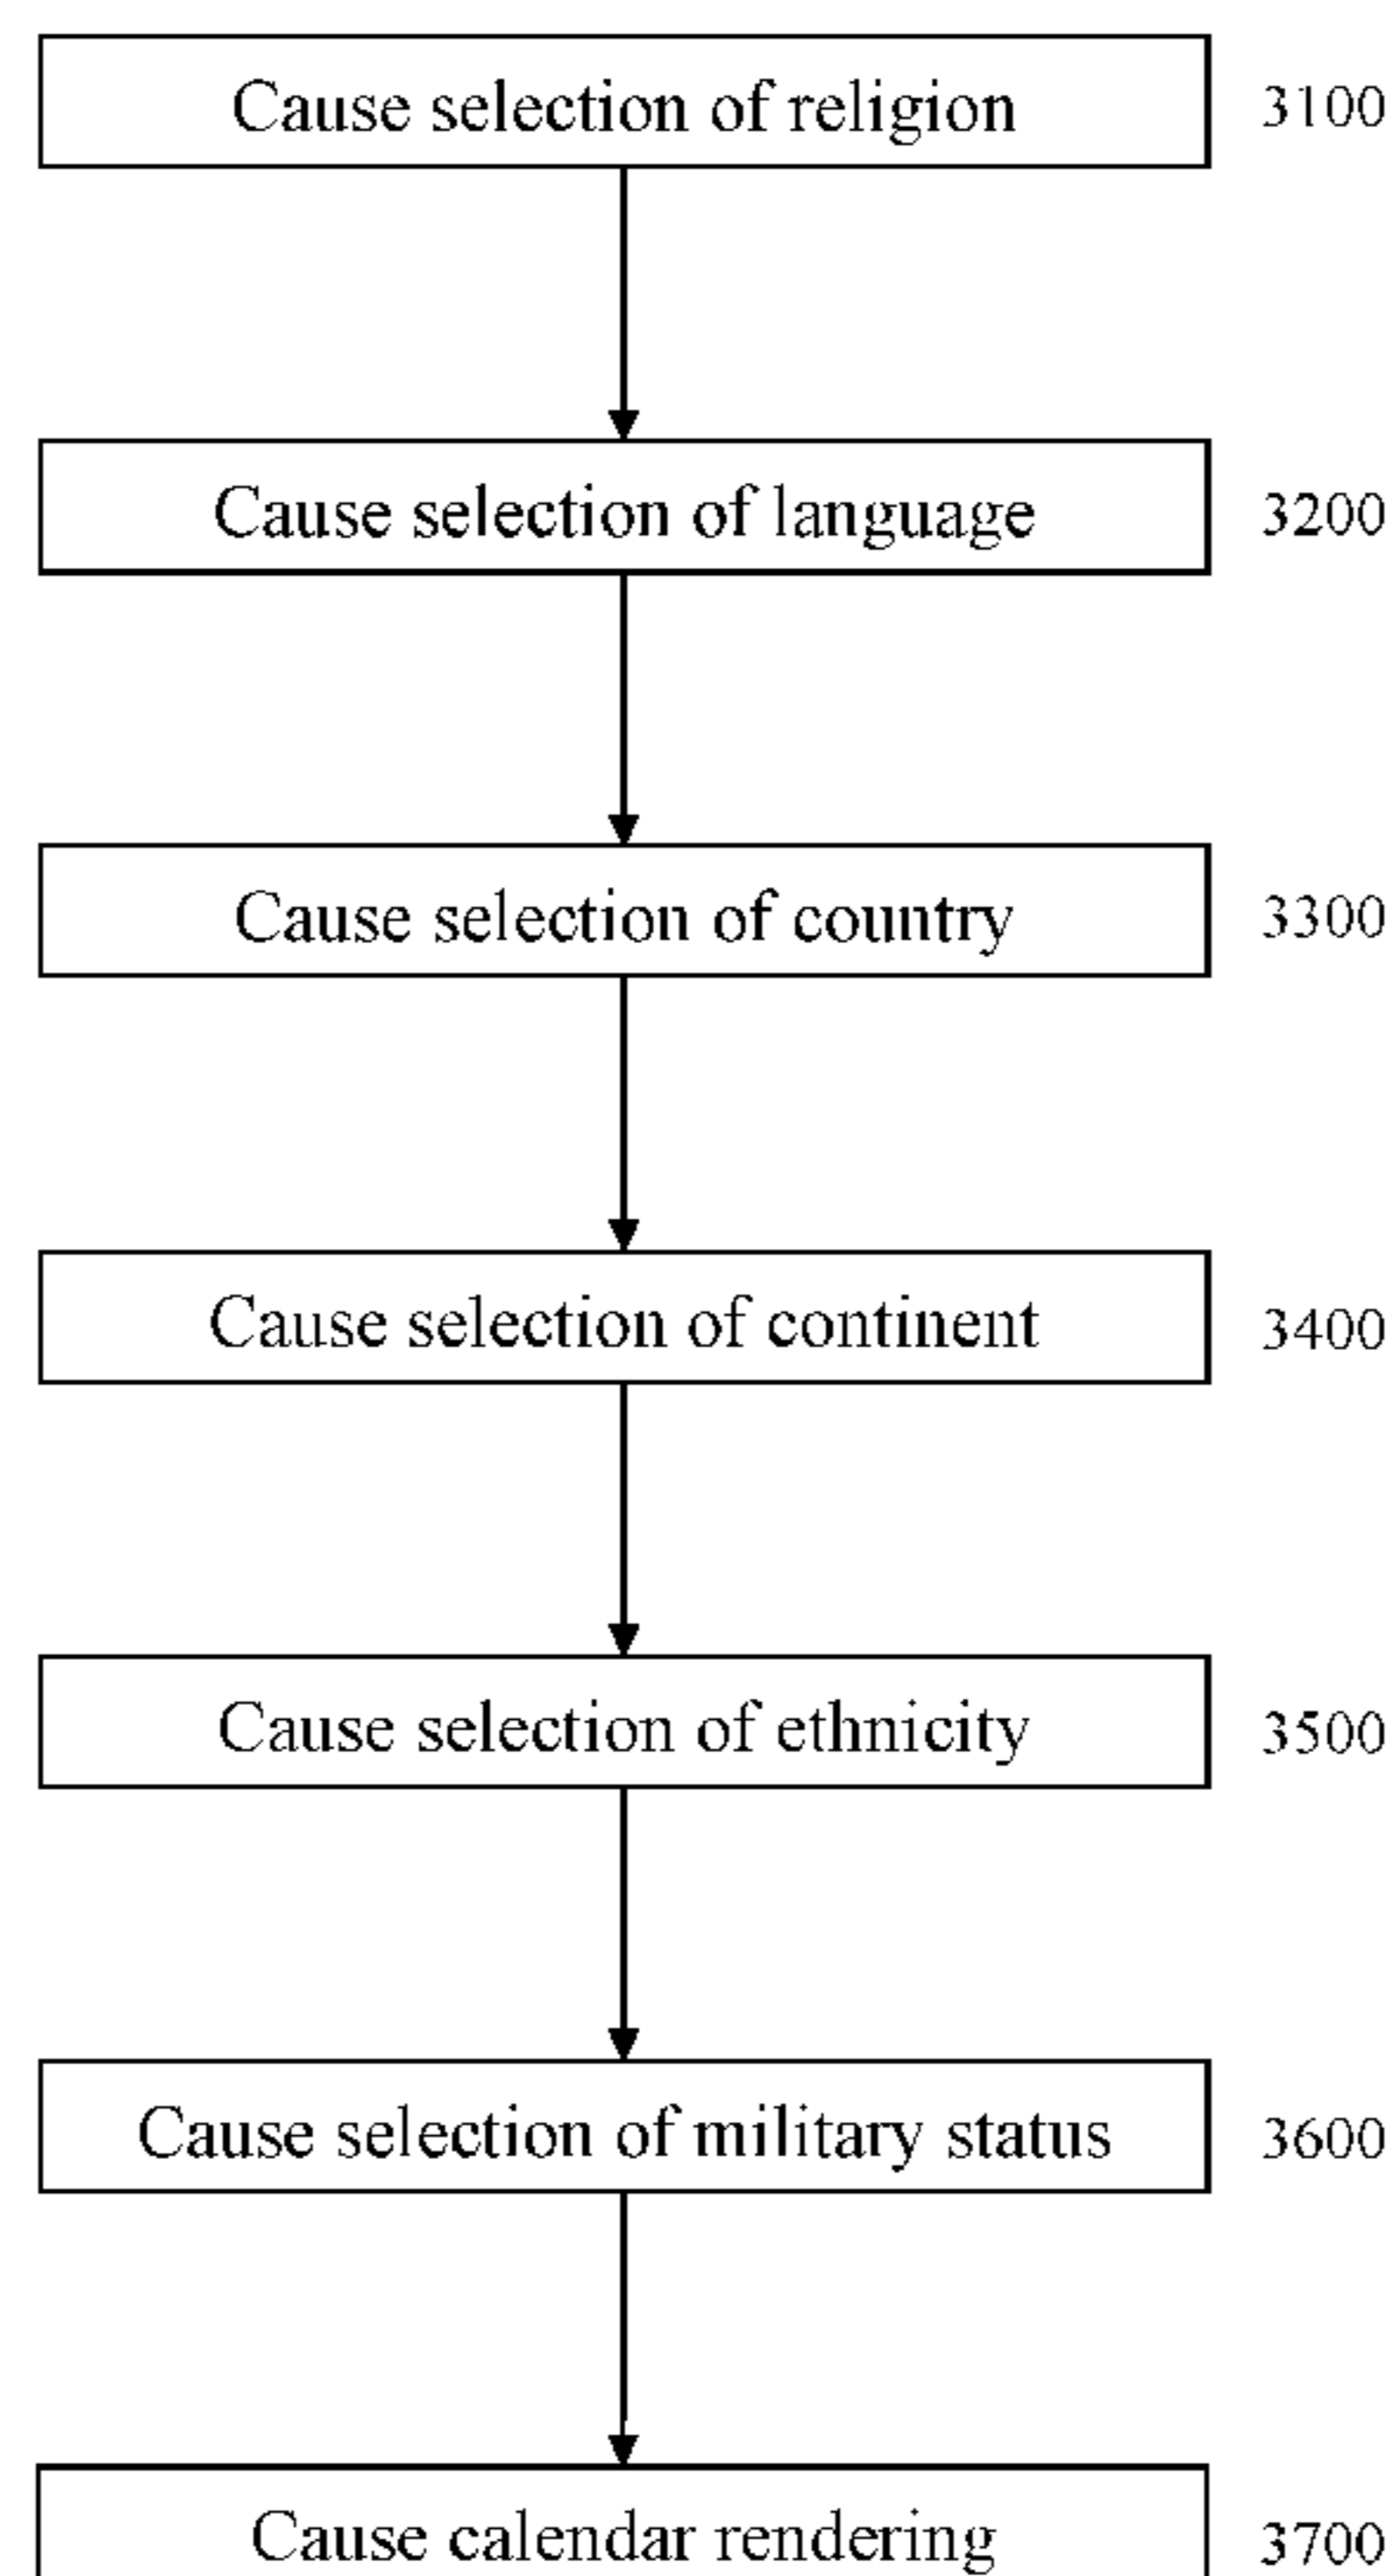 Cause selection of religion 3100
Cause selection of language 3200
Cause selection of country 3300
Cause selection of continent 3400
Cause selection of ethnicity 3500
Cause selection of military status 3600
Cause calendar rendering 3700